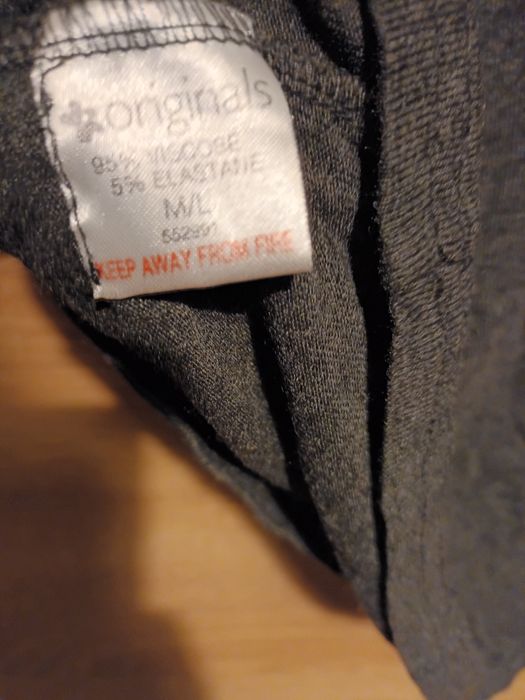 originals
95% VISCOSE
5% ELASTANE
M/L
KEEP AWAY FROM FIRE